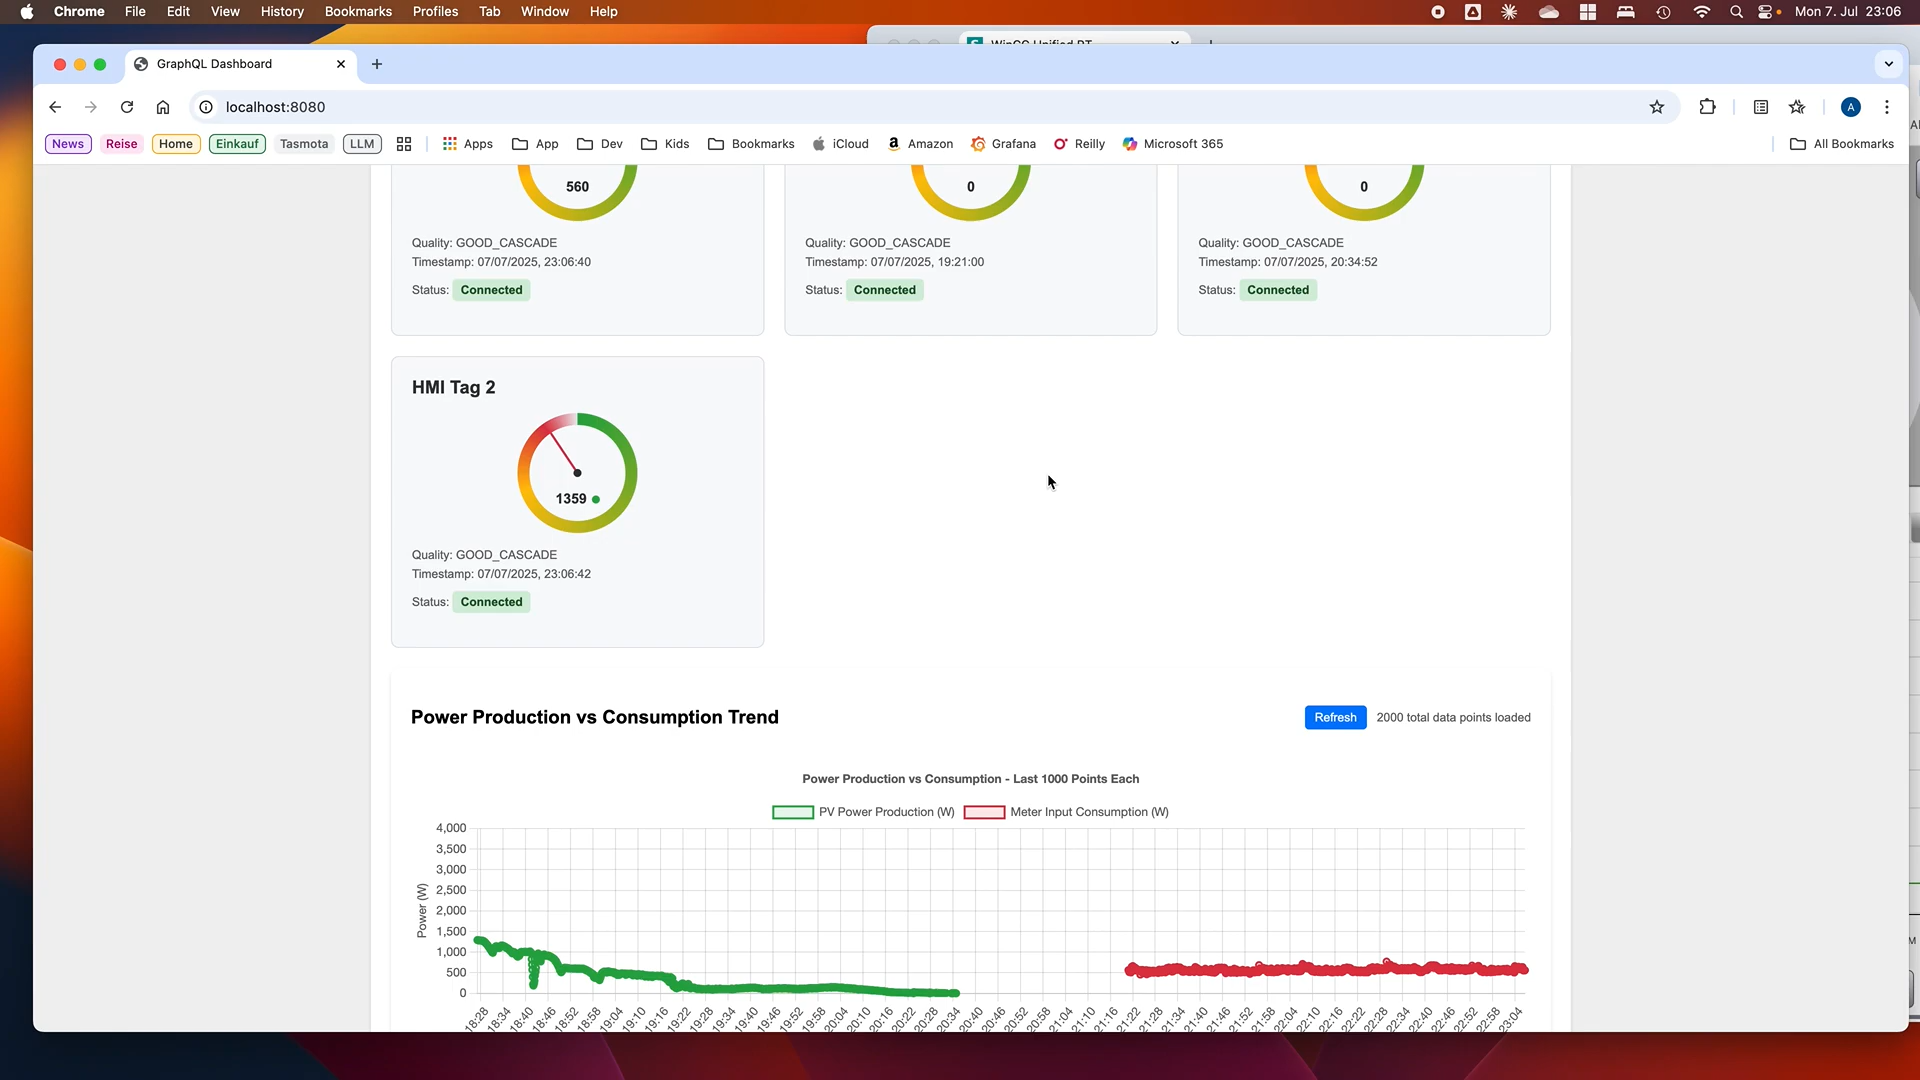 Chrome File Edit View History Bookmarks Profiles Tab Window Help
Mon 7. Jul 23:06
GraphQL Dashboard
localhost:8080
A
News Reise Home Einkauf Tasmota LLM Apps App Dev Kids Bookmarks iCloud Amazon Grafana Reilly Microsoft 365 All Bookmarks
560 0 0
Quality: GOOD_CASCADE Quality: GOOD_CASCADE Quality: GOOD_CASCADE
Timestamp: 07/07/2025, 23:06:40 Timestamp: 07/07/2025, 19:21:00 Timestamp: 07/07/2025, 20:34:52
Status: Connected Status: Connected Status: Connected
HMI Tag 2
1359
Quality: GOOD_CASCADE
Timestamp: 07/07/2025, 23:06:42
Status: Connected
Power Production vs Consumption Trend
Refresh 2000 total data points loaded
Power Production vs Consumption - Last 1000 Points Each
PV Power Production (W) Meter Input Consumption (W)
Power (W)
4,000
3,500
3,000
2,500
2,000
1,500
1,000
500
0
18:28 18:34 18:40 18:46 18:52 18:58 19:04 19:10 19:16 19:22 19:28 19:34 19:40 19:46 19:52 19:58 20:04 20:10 20:16 20:22 20:28 20:34 20:40 20:46 20:52 20:58 21:04 21:10 21:16 21:22 21:28 21:34 21:40 21:46 21:52 21:58 22:04 22:10 22:16 22:22 22:28 22:34 22:40 22:46 22:52 22:58 23:04